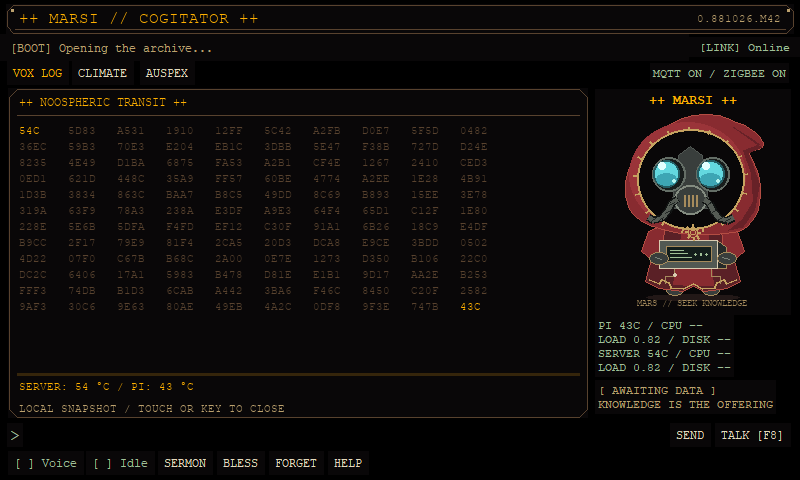 ++ MARSI // COGITATOR ++
0.881026.M42
[BOOT] Opening the archive...
[LINK] Online
VOX LOG CLIMATE AUSPEX
MQTT ON / ZIGBEE ON
++ NOOSPHERIC TRANSIT ++
54C 5D83 A531 1910 12FF 5C42 A2FB D0E7 5F5D 0482
36EC 59B3 70E3 E204 EB1C 3DBB 5E47 F38B 727D D24E
8235 4E49 D1BA 6875 FA53 A2B1 CF4E 1267 2410 CED3
0ED1 621D 448C 35A9 FF57 60BE 4774 A2EE 1E28 4B91
1D3B 3834 863C BAA7 B8C5 49DD 8C69 B893 15EE 3E78
319A 63F9 78A3 238A E3DF A9E3 64F4 65D1 C12F 1E80
228E 5E6B 5DFA F4FD EF12 C30F 91A1 6B26 18C9 E4DF
B9CC 2F17 79E9 81F4 2CA5 20D3 DCA8 E9CE 3BDD 0502
4D22 07F0 C67B B68C 2A00 0E7E 1273 D350 B106 22C0
DC2C 6406 17A1 5983 B478 D81E E1B1 9D17 AA2E B253
FFF3 74DB B1D3 6CAB A442 3BA6 F46C 8450 C20F 2582
9AF3 30C6 9E63 80AE 49EB 4A2C 0DF8 9F3E 747B 43C
SERVER: 54 °C / PI: 43 °C
LOCAL SNAPSHOT / TOUCH OR KEY TO CLOSE
++ MARSI ++
MARS // SEEK KNOWLEDGE
PI 43C / CPU --
LOAD 0.82 / DISK --
SERVER 54C / CPU --
LOAD 0.82 / DISK --
[ AWAITING DATA ]
KNOWLEDGE IS THE OFFERING
>
SEND TALK [F8]
[ ] Voice [ ] Idle SERMON BLESS FORGET HELP